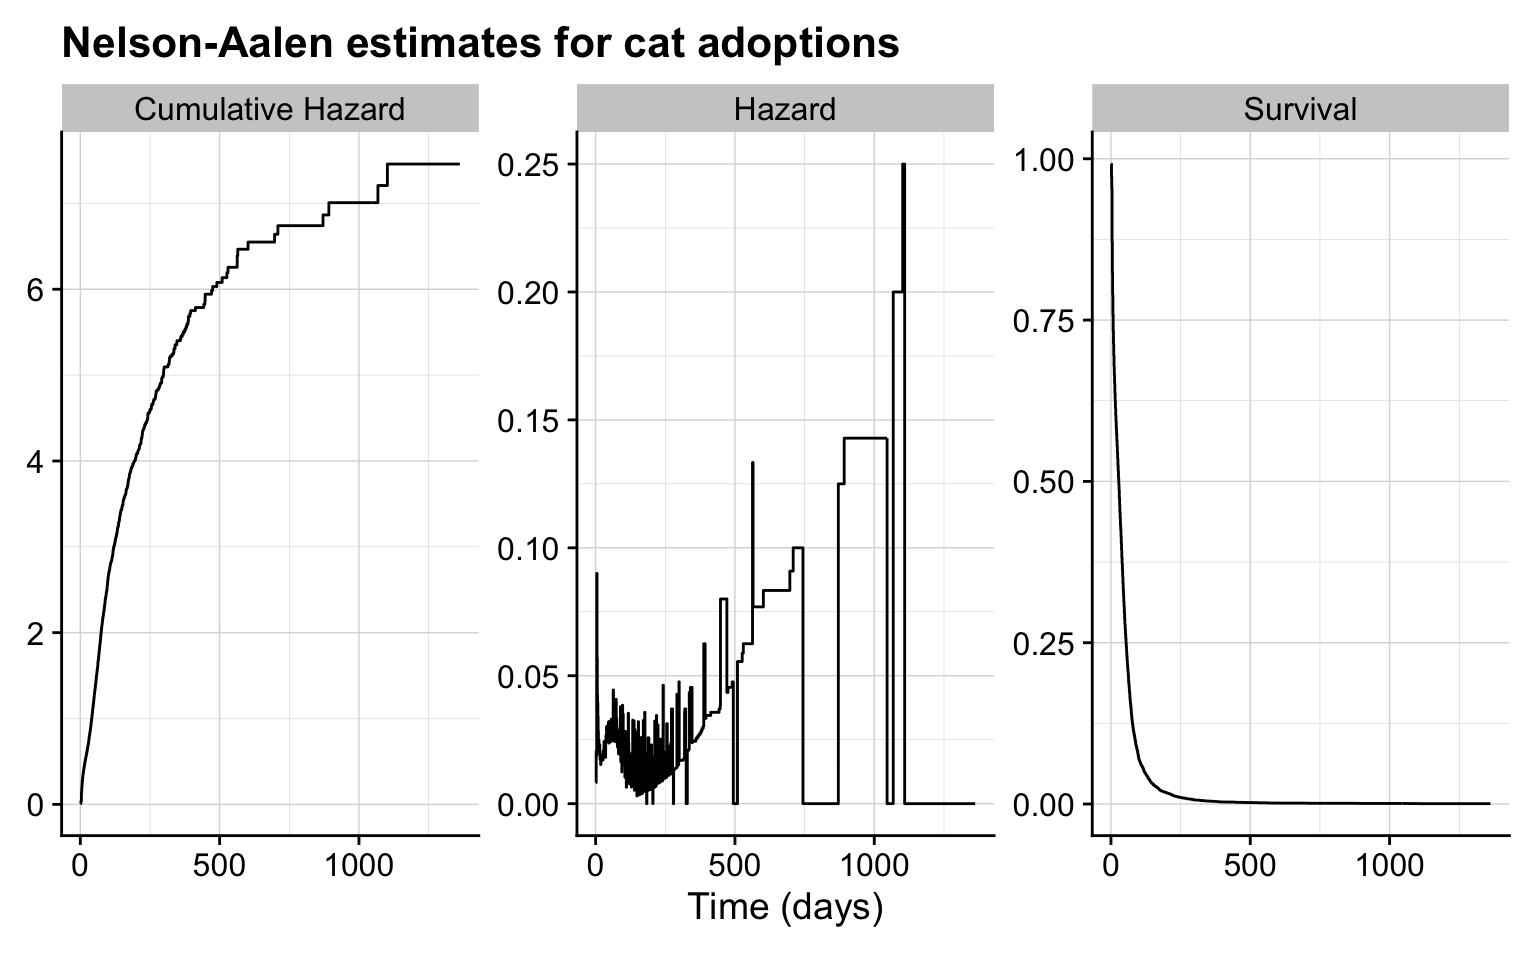 Nelson-Aalen estimates for cat adoptions
Cumulative Hazard
6
4
2
0
0 500 1000
Hazard
0.25
0.20
0.15
0.10
0.05
0.00
0 500 1000
Survival
1.00
0.75
0.50
0.25
0.00
0 500 1000
Time (days)